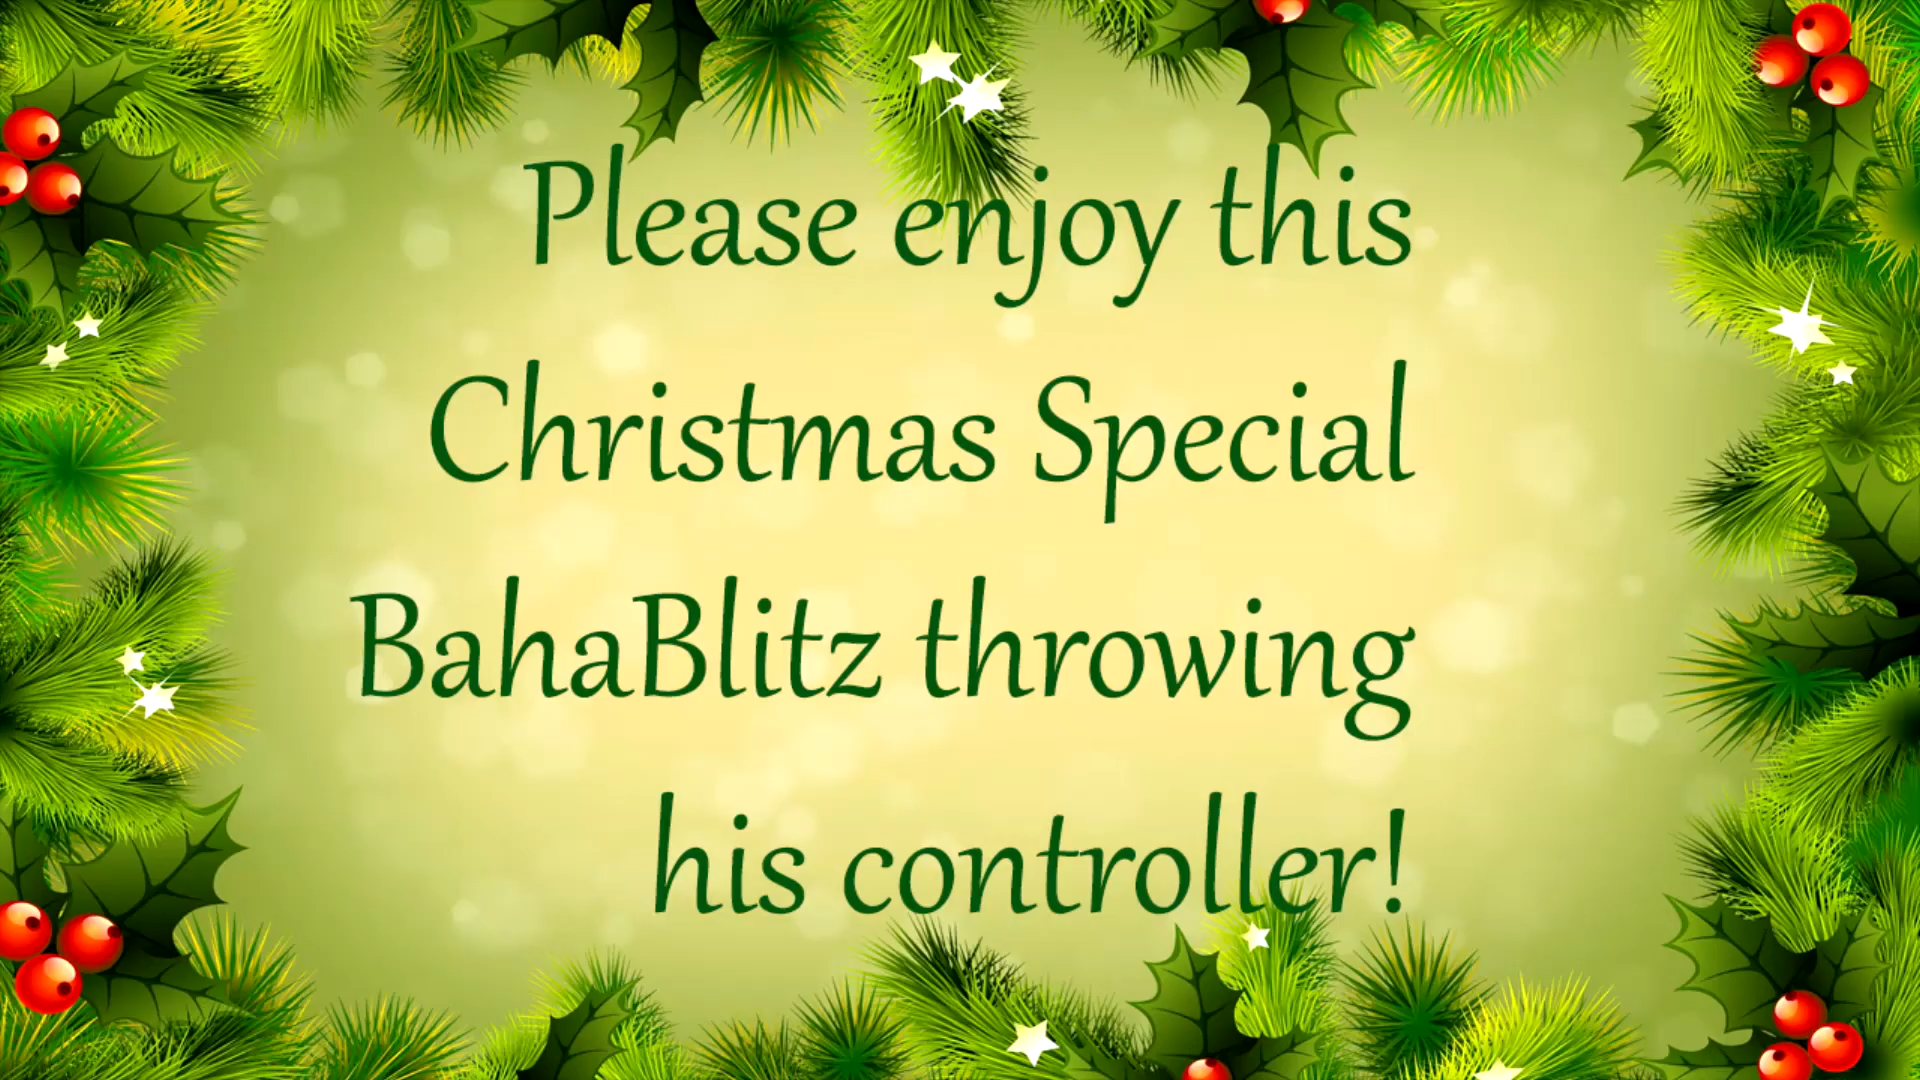 Please enjoy this
Christmas Special
BahaBlitz throwing
his controller!